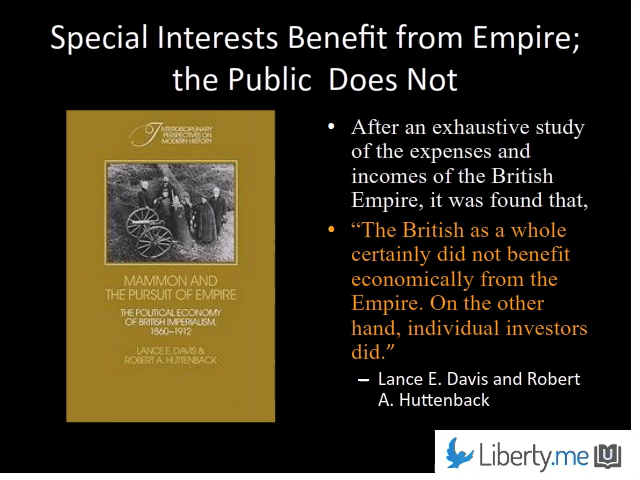 Special Interests Benefit from Empire;
the Public Does Not
INTERDISCIPLINARY
PERSPECTIVES ON
MODERN HISTORY
MAMMON AND
THE PURSUIT OF EMPIRE
THE POLITICAL ECONOMY
OF BRITISH IMPERIALISM,
1860–1912
LANCE E. DAVIS &
ROBERT A. HUTTENBACK
• After an exhaustive study
of the expenses and
incomes of the British
Empire, it was found that,
• “The British as a whole
certainly did not benefit
economically from the
Empire. On the other
hand, individual investors
did.”
– Lance E. Davis and Robert
A. Huttenback
Liberty.me U